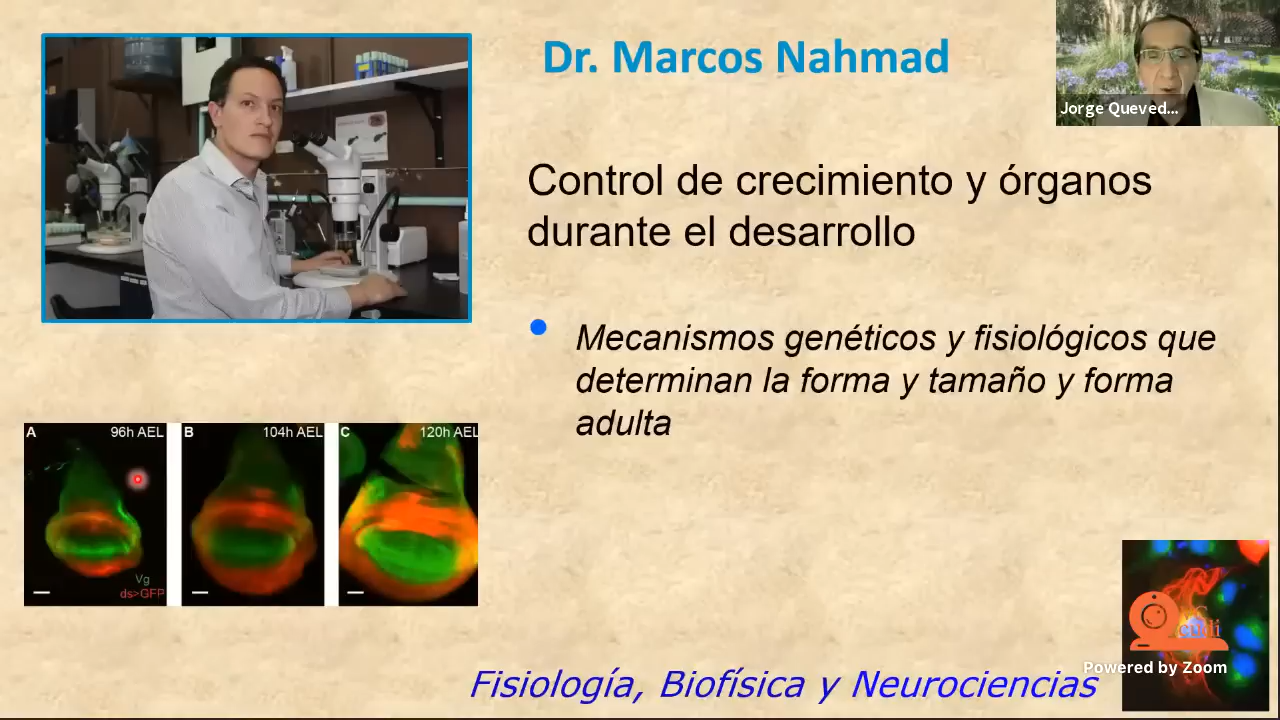 Dr. Marcos Nahmad
Jorge Queved...
Control de crecimiento y órganos
durante el desarrollo
Mecanismos genéticos y fisiológicos que
determinan la forma y tamaño y forma
adulta
A 96h AEL
B 104h AEL
C 120h AEL
Vg
ds>GFP
cudi
Powered by Zoom
Fisiología, Biofísica y Neurociencias